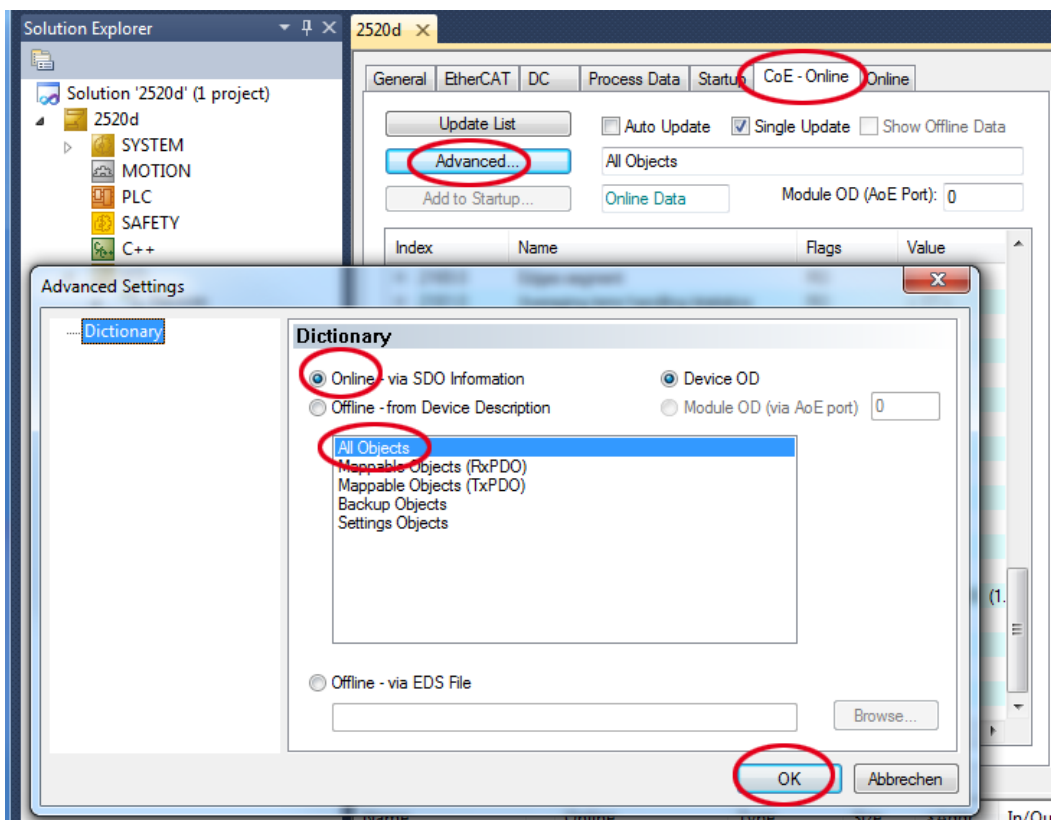 Solution Explorer
2520d
Solution '2520d' (1 project)
2520d
SYSTEM
MOTION
PLC
SAFETY
C++
General EtherCAT DC Process Data Startup CoE - Online Online
Update List Auto Update Single Update Show Offline Data
Advanced... All Objects
Add to Startup... Online Data Module OD (AoE Port): 0
Index Name Flags Value
(1.
Advanced Settings
Dictionary
Dictionary
Online - via SDO Information Device OD
Offline - from Device Description Module OD (via AoE port) 0
All Objects
Mappable Objects (RxPDO)
Mappable Objects (TxPDO)
Backup Objects
Settings Objects
Offline - via EDS File
Browse...
OK Abbrechen
In/Ou